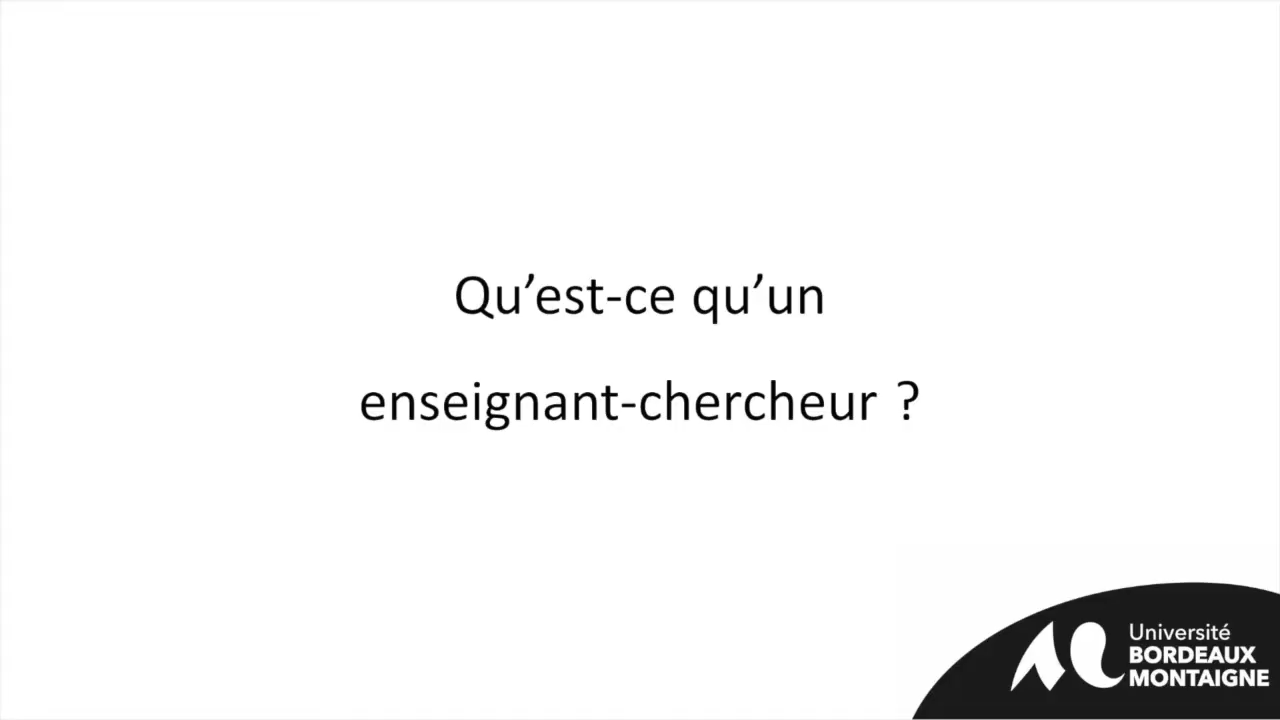 Qu’est-ce qu’un
enseignant-chercheur ?
Université
BORDEAUX
MONTAIGNE